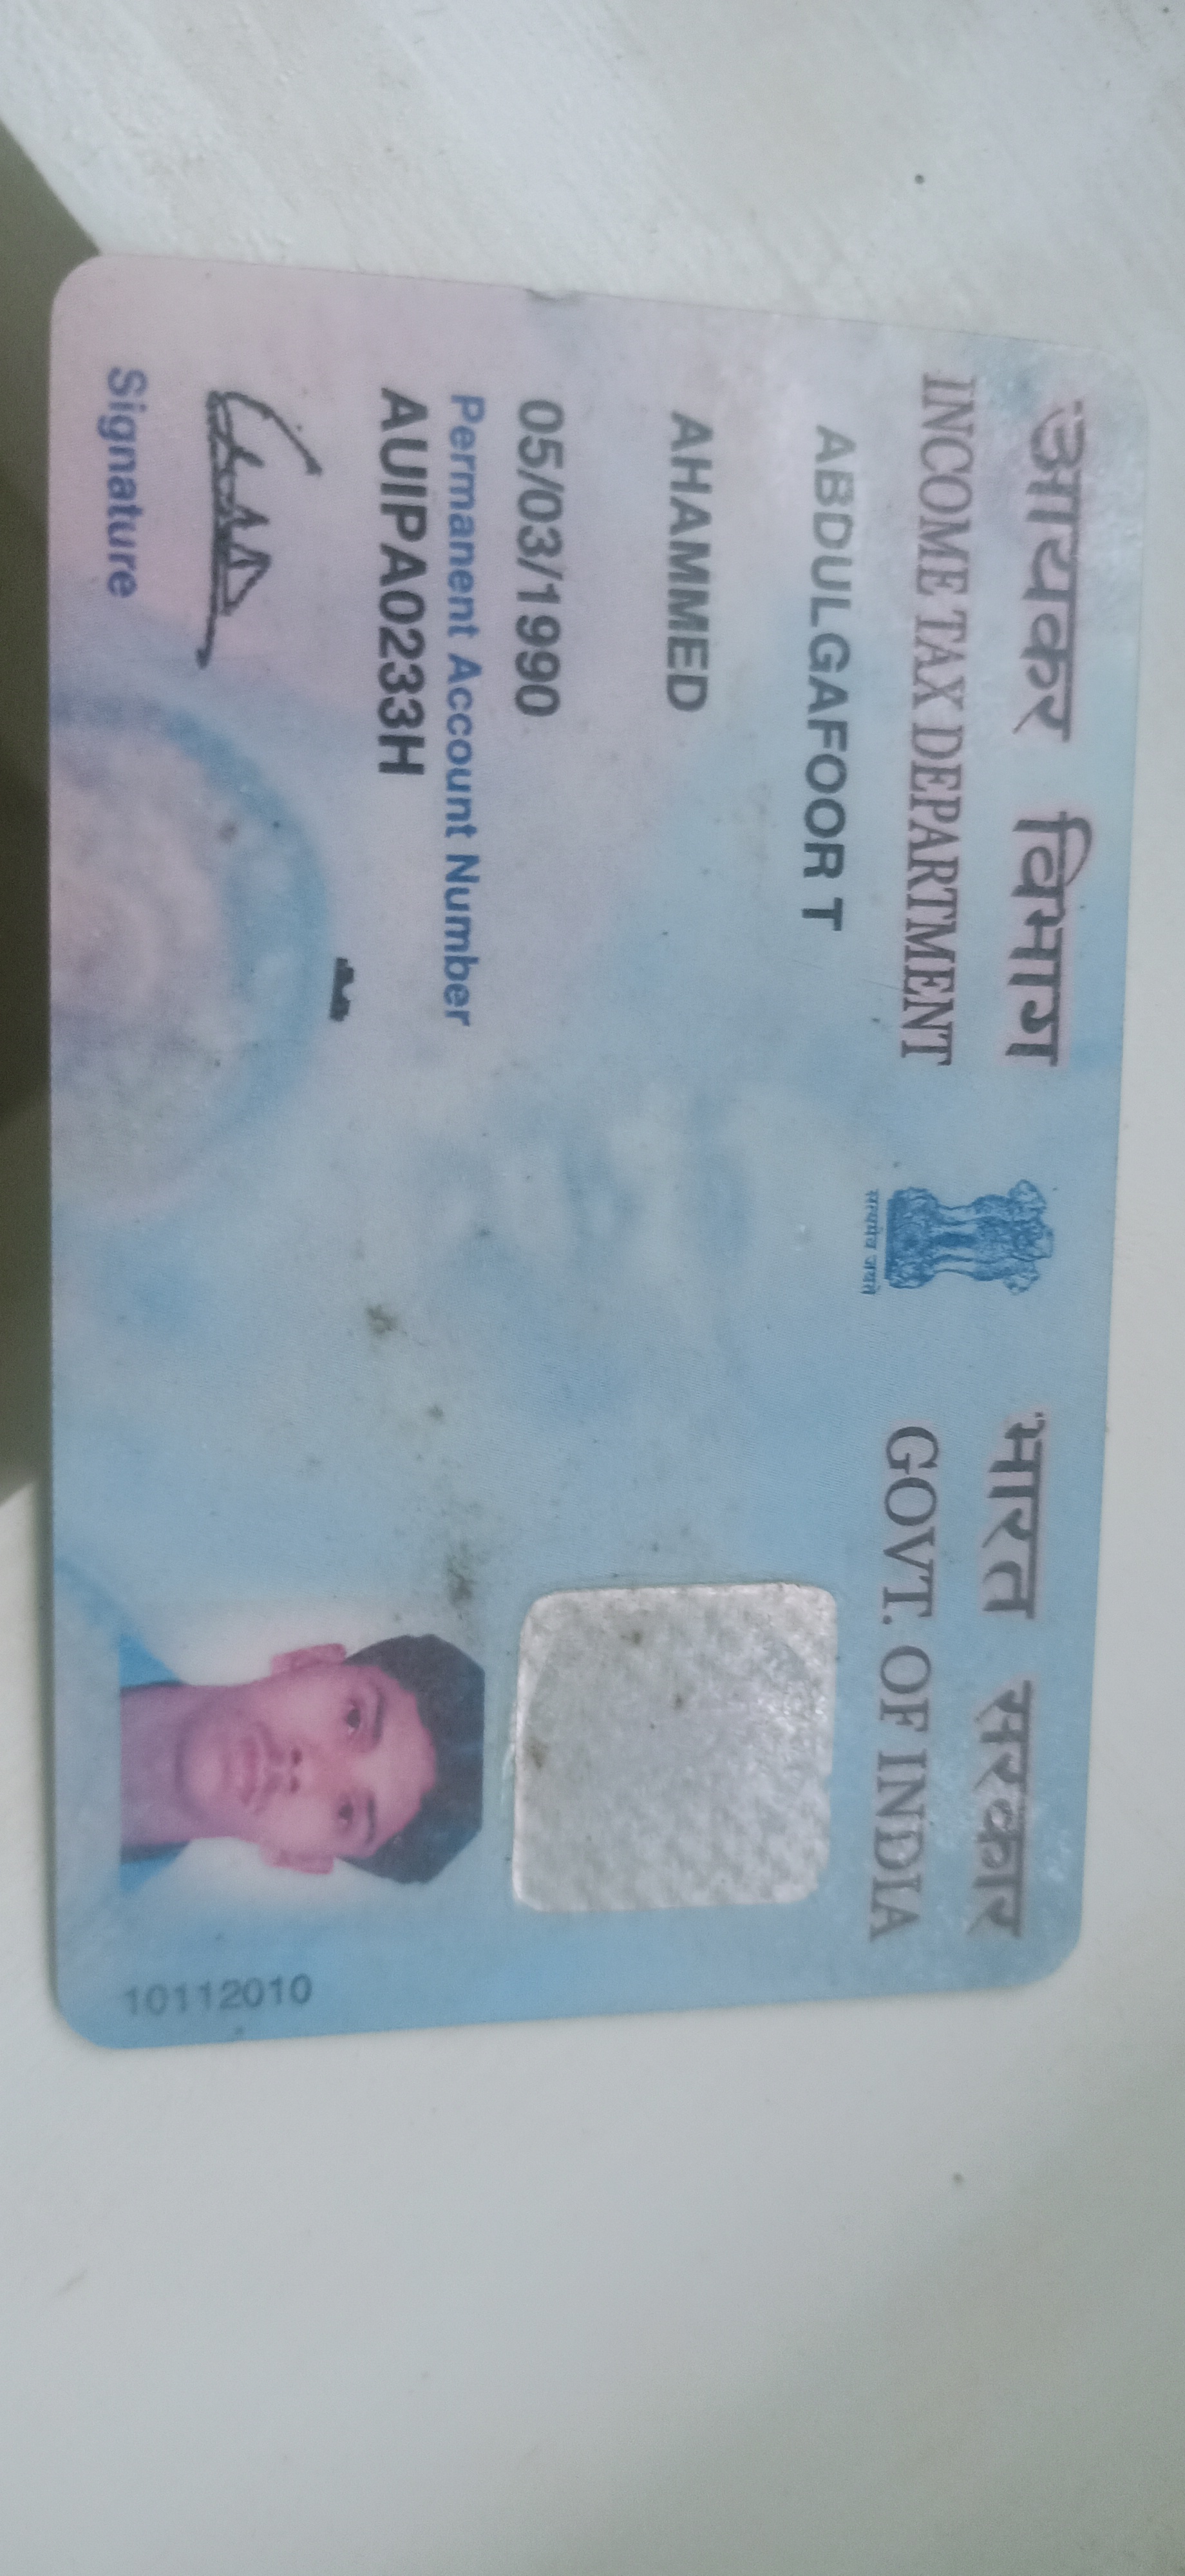 आयकर विभाग
INCOME TAX DEPARTMENT
सत्यमेव जयते
भारत सरकार
GOVT. OF INDIA
ABDULGAFOOR T
AHAMMED
05/03/1990
Permanent Account Number
AUIPA0233H
Signature
10112010